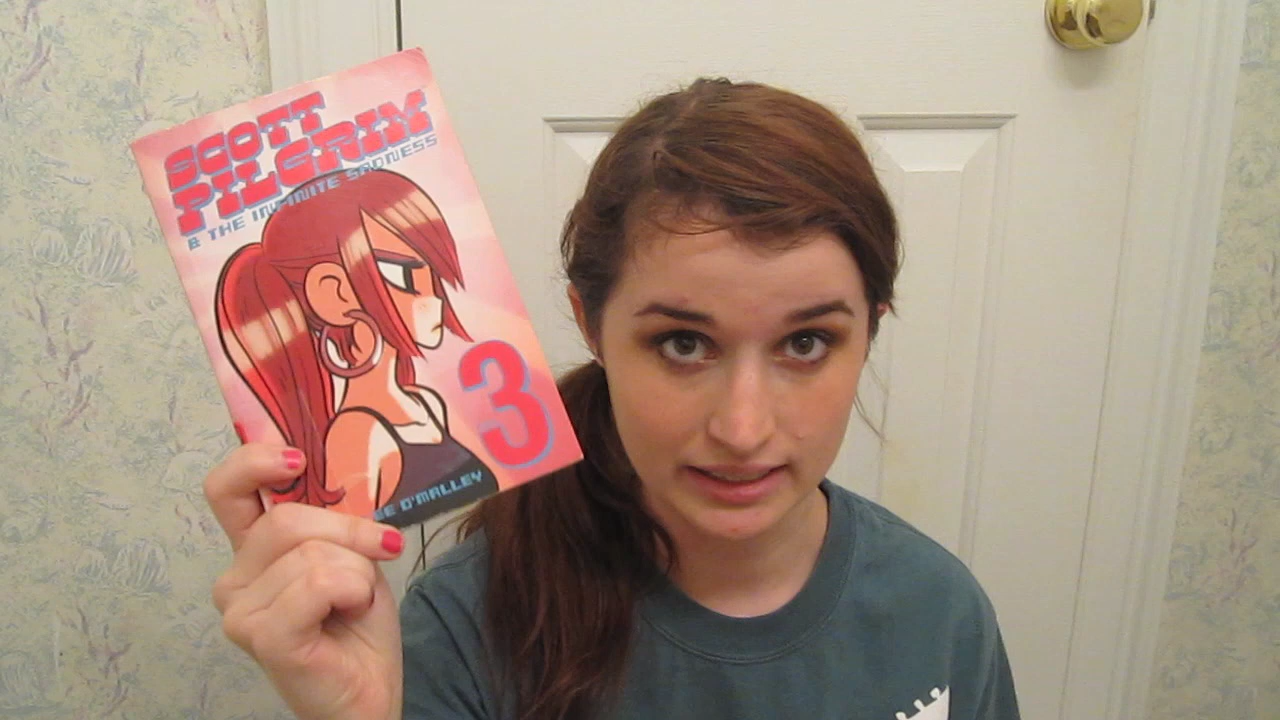 SCOTT
PILGRIM
& THE INFINITE SADNESS
3
O'MALLEY